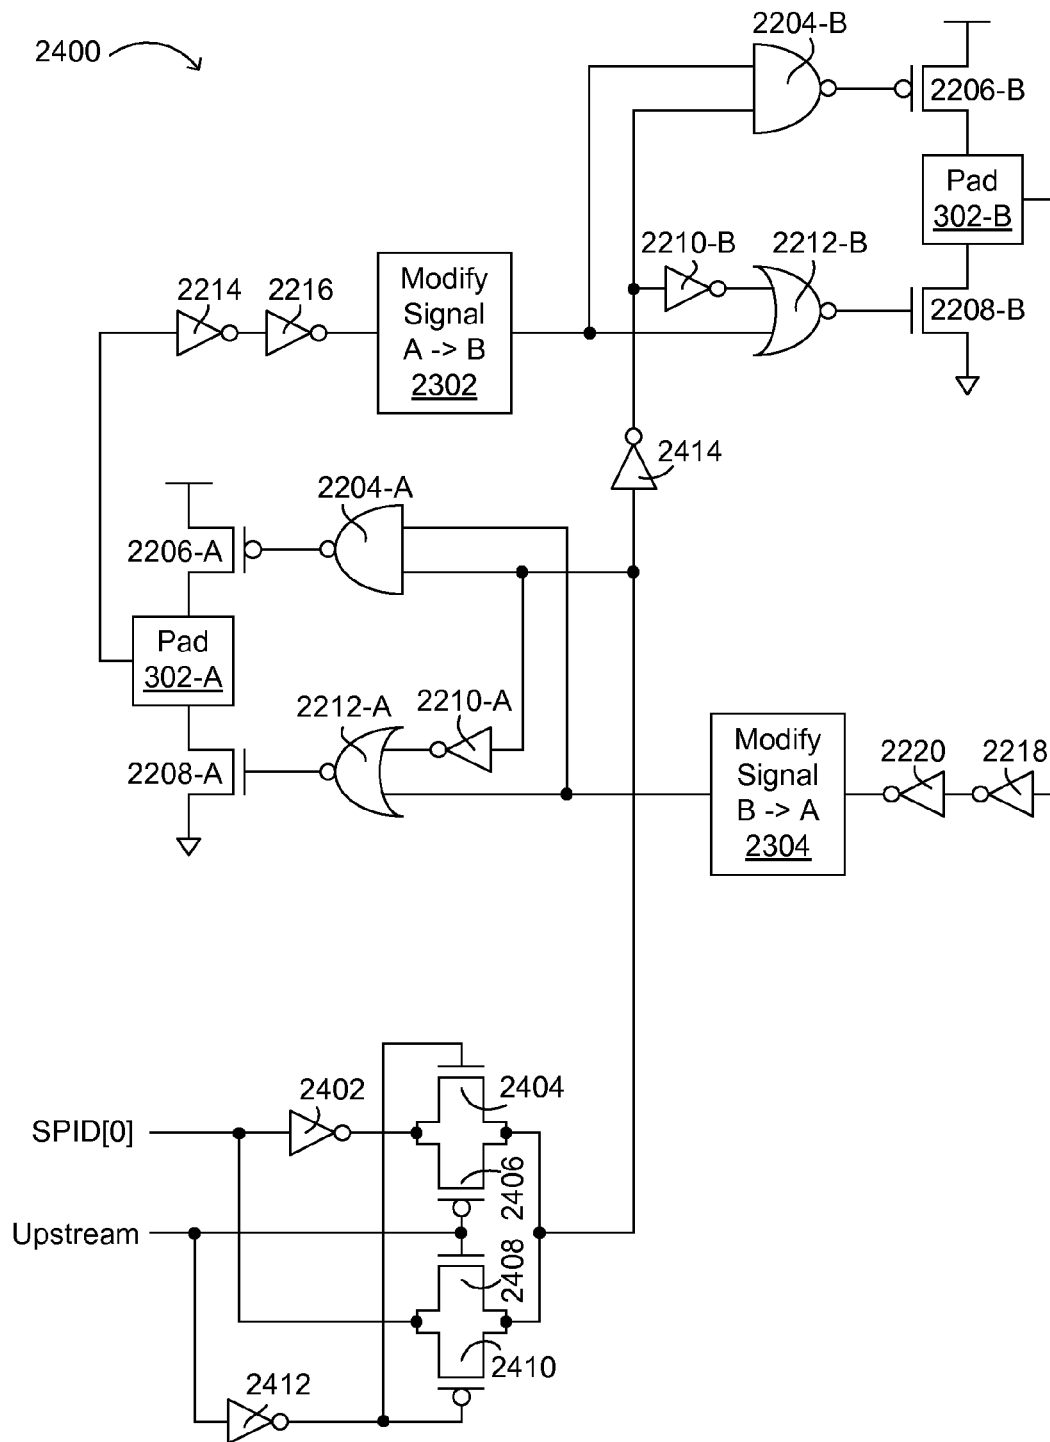 2400
2204-B
2206-B
Pad
302-B
2210-B
2212-B
2208-B
2214
2216
Modify
Signal
A -> B
2302
2414
2204-A
2206-A
Pad
302-A
2212-A
2210-A
2208-A
Modify
Signal
B -> A
2304
2220
2218
2402
2404
SPID[0]
2406
Upstream
2408
2410
2412